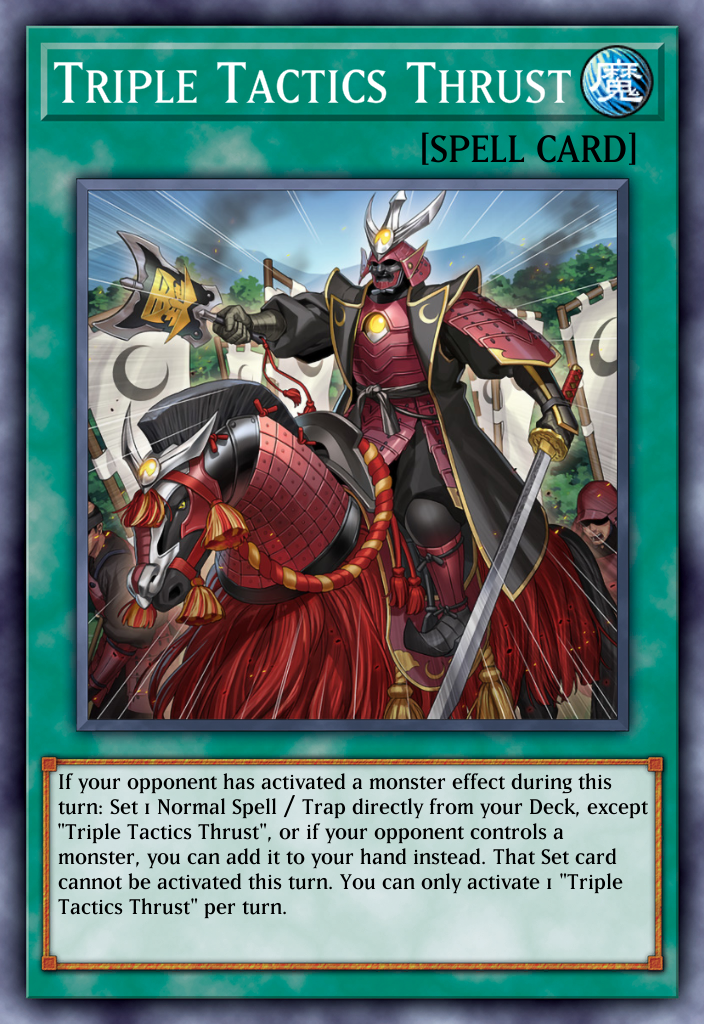 TRIPLE TACTICS THRUST 魔
[SPELL CARD]
If your opponent has activated a monster effect during this
turn: Set 1 Normal Spell / Trap directly from your Deck, except
"Triple Tactics Thrust", or if your opponent controls a
monster, you can add it to your hand instead. That Set card
cannot be activated this turn. You can only activate 1 "Triple
Tactics Thrust" per turn.